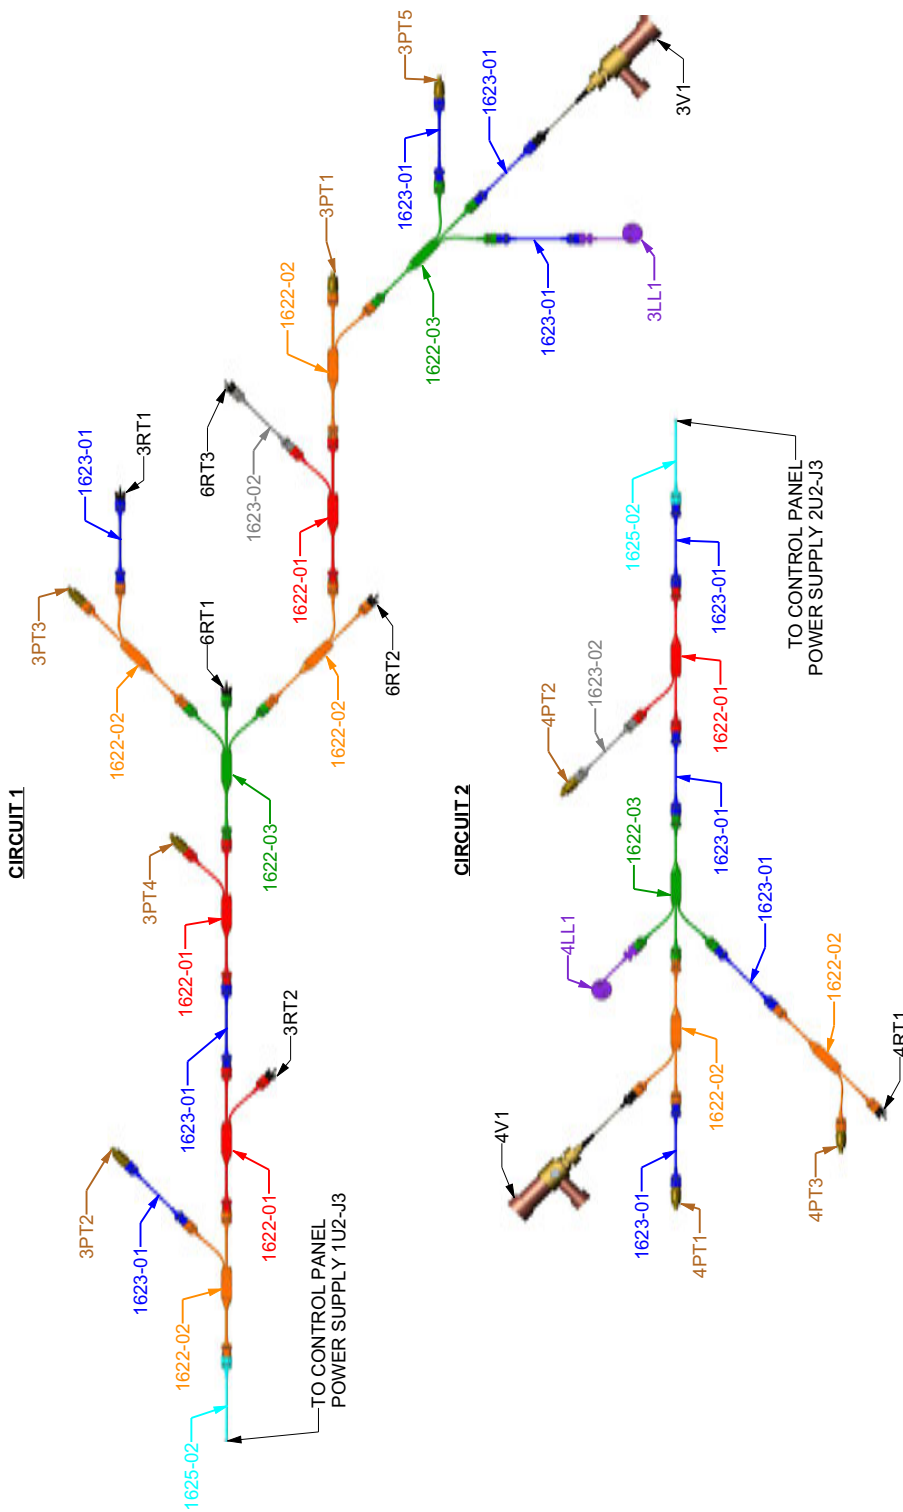 CIRCUIT 1
1625-02
TO CONTROL PANEL
POWER SUPPLY 1U2-J3
1622-02
1623-01
3PT2
1622-01
3RT2
1623-01
1622-01
3PT4
1622-03
1622-02
3PT3
1623-01
3RT1
6RT1
1622-02
6RT2
1622-01
1623-02
6RT3
1622-02
3PT1
1622-03
1623-01
3PT5
1623-01
3V1
1623-01
3LL1
CIRCUIT 2
4V1
1623-01
4PT1
1622-02
4LL1
1622-03
1623-01
1622-02
4PT3
4RT1
1623-01
4PT2
1623-02
1622-01
1623-01
1625-02
TO CONTROL PANEL
POWER SUPPLY 2U2-J3